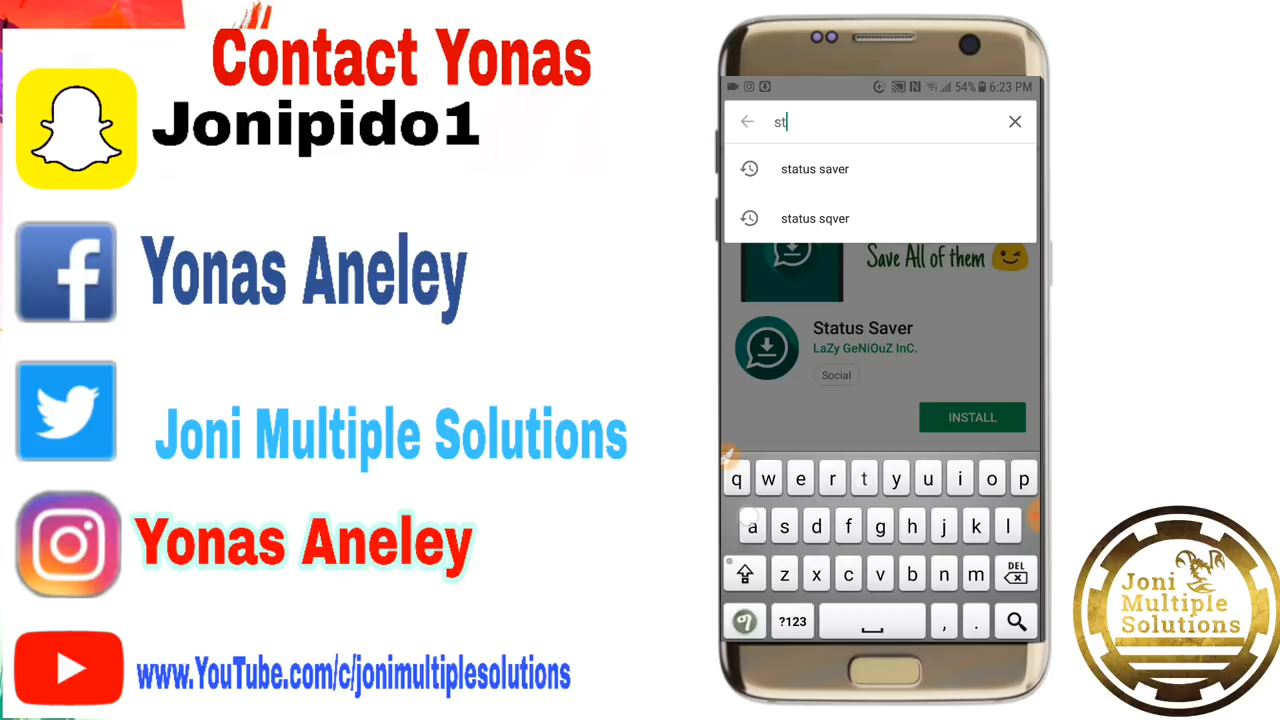 Contact Yonas
Jonipido1
Yonas Aneley
Joni Multiple Solutions
Yonas Aneley
www.YouTube.com/c/jonimultiplesolutions
54% 6:23 PM
st
status saver
status sqver
Save All of them
Status Saver
LaZy GeNiOuZ InC.
Social
INSTALL
q w e r t y u i o p
a s d f g h j k l
z x c v b n m DEL
?123 , .
Joni
Multiple
Solutions